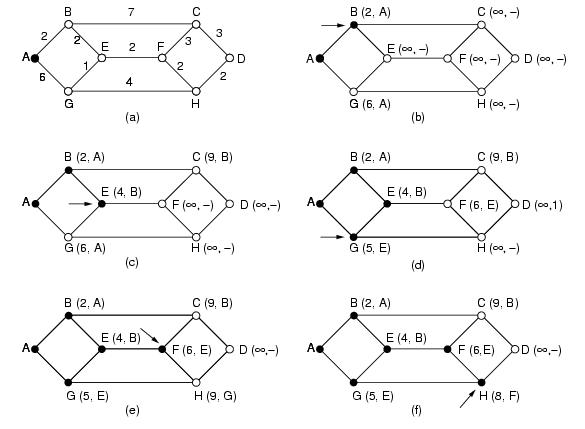 B 7 C
2 2 3 3
A E 2 F D
6 1 2 2
4
G H
(a)
B (2, A) C (∞, −)
A E (∞, −) F (∞, −) D (∞, −)
G (6, A) H (∞, −)
(b)
B (2, A) C (9, B)
A E (4, B) F (∞, −) D (∞,−)
G (6, A) H (∞, −)
(c)
B (2, A) C (9, B)
A E (4, B) F (6, E) D (∞,1)
G (5, E) H (∞, −)
(d)
B (2, A) C (9, B)
A E (4, B) F (6, E) D (∞,−)
G (5, E) H (9, G)
(e)
B (2, A) C (9, B)
A E (4, B) F (6,E) D (∞,−)
G (5, E) H (8, F)
(f)